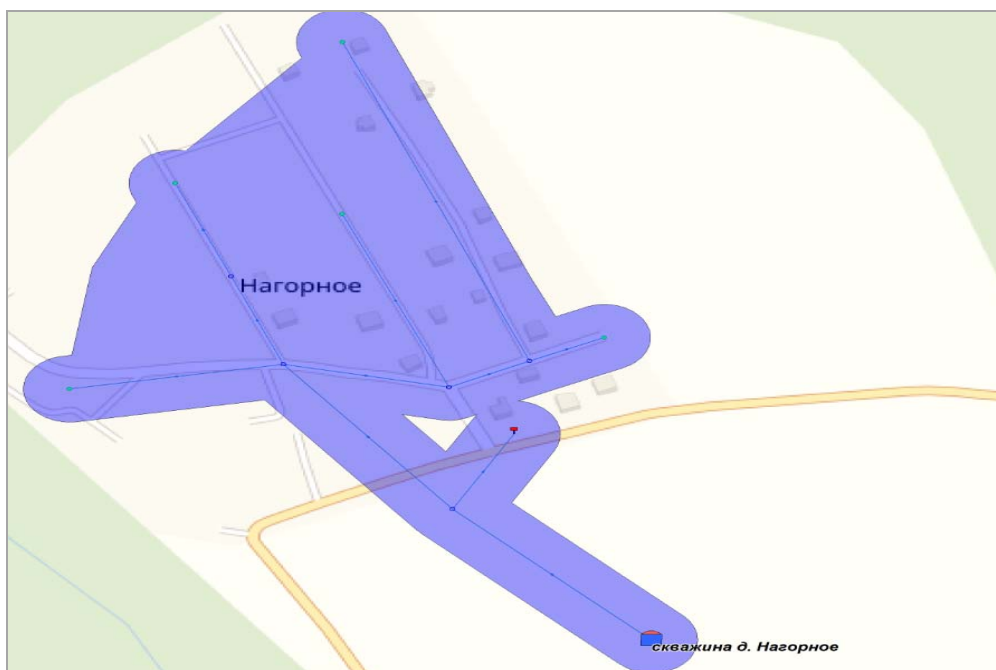 Нагорное
скважина д. Нагорное